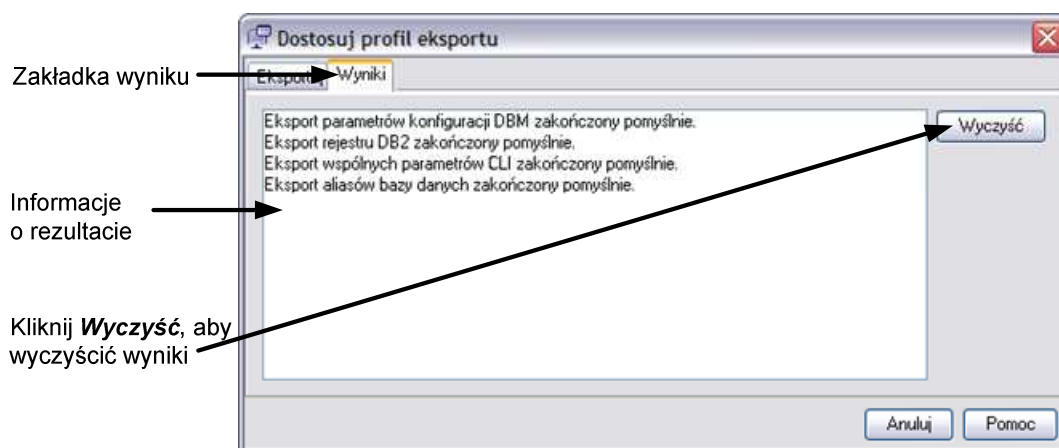 Dostosuj profil eksportu
Zakładka wyniku
Wyniki
Eksport parametrów konfiguracji DBM zakończony pomyślnie.
Eksport rejestru DB2 zakończony pomyślnie.
Eksport wspólnych parametrów CLI zakończony pomyślnie.
Eksport aliasów bazy danych zakończony pomyślnie.
Wyczyść
Informacje
o rezultacie
Kliknij Wyczyść, aby
wyczyścić wyniki
Anuluj
Pomoc